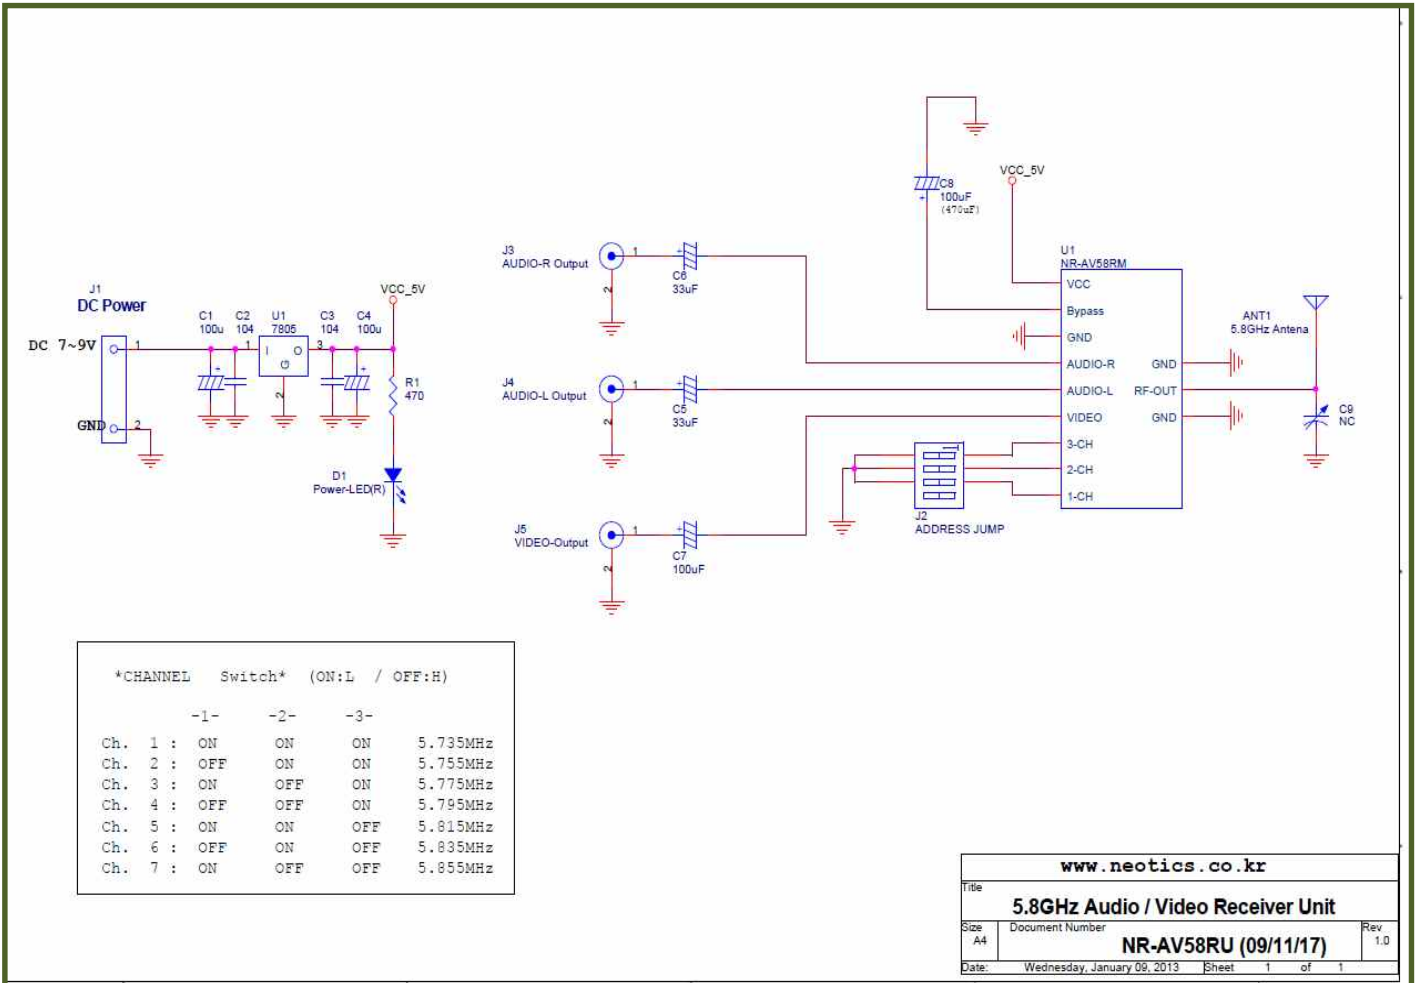 C8
100uF
(470uF)
VCC_5V
J3
AUDIO-R Output
1
2
+
C6
33uF
U1
NR-AV58RM
VCC
Bypass
GND
AUDIO-R
AUDIO-L
VIDEO
3-CH
2-CH
1-CH
GND
RF-OUT
GND
ANT1
5.8GHz Antena
C9
NC
J1
DC Power
DC 7~9V
1
GND
2
C1
100u
C2
104
U1
7805
1
I
O
G
3
2
C3
104
C4
100u
VCC_5V
R1
470
D1
Power-LED(R)
J4
AUDIO-L Output
1
2
+
C5
33uF
J5
VIDEO-Output
1
2
+
C7
100uF
1
J2
ADDRESS JUMP
*CHANNEL Switch* (ON:L / OFF:H)
-1- -2- -3-
Ch. 1 : ON ON ON 5.735MHz
Ch. 2 : OFF ON ON 5.755MHz
Ch. 3 : ON OFF ON 5.775MHz
Ch. 4 : OFF OFF ON 5.795MHz
Ch. 5 : ON ON OFF 5.815MHz
Ch. 6 : OFF ON OFF 5.835MHz
Ch. 7 : ON OFF OFF 5.855MHz
www.neotics.co.kr
Title
5.8GHz Audio / Video Receiver Unit
Size
A4
Document Number
NR-AV58RU (09/11/17)
Rev
1.0
Date: Wednesday, January 09, 2013 Sheet 1 of 1